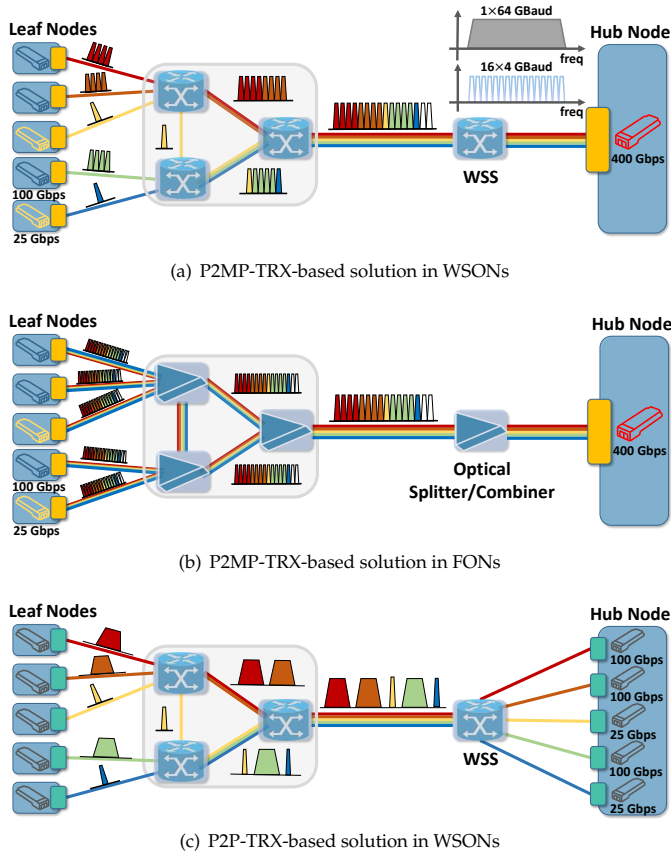 Leaf Nodes
1×64 GBaud
freq
16×4 GBaud
freq
Hub Node
100 Gbps
25 Gbps
WSS
400 Gbps
(a) P2MP-TRX-based solution in WSONs
Leaf Nodes
Hub Node
100 Gbps
25 Gbps
Optical
Splitter/Combiner
400 Gbps
(b) P2MP-TRX-based solution in FONs
Leaf Nodes
Hub Node
100 Gbps
100 Gbps
25 Gbps
100 Gbps
25 Gbps
WSS
(c) P2P-TRX-based solution in WSONs